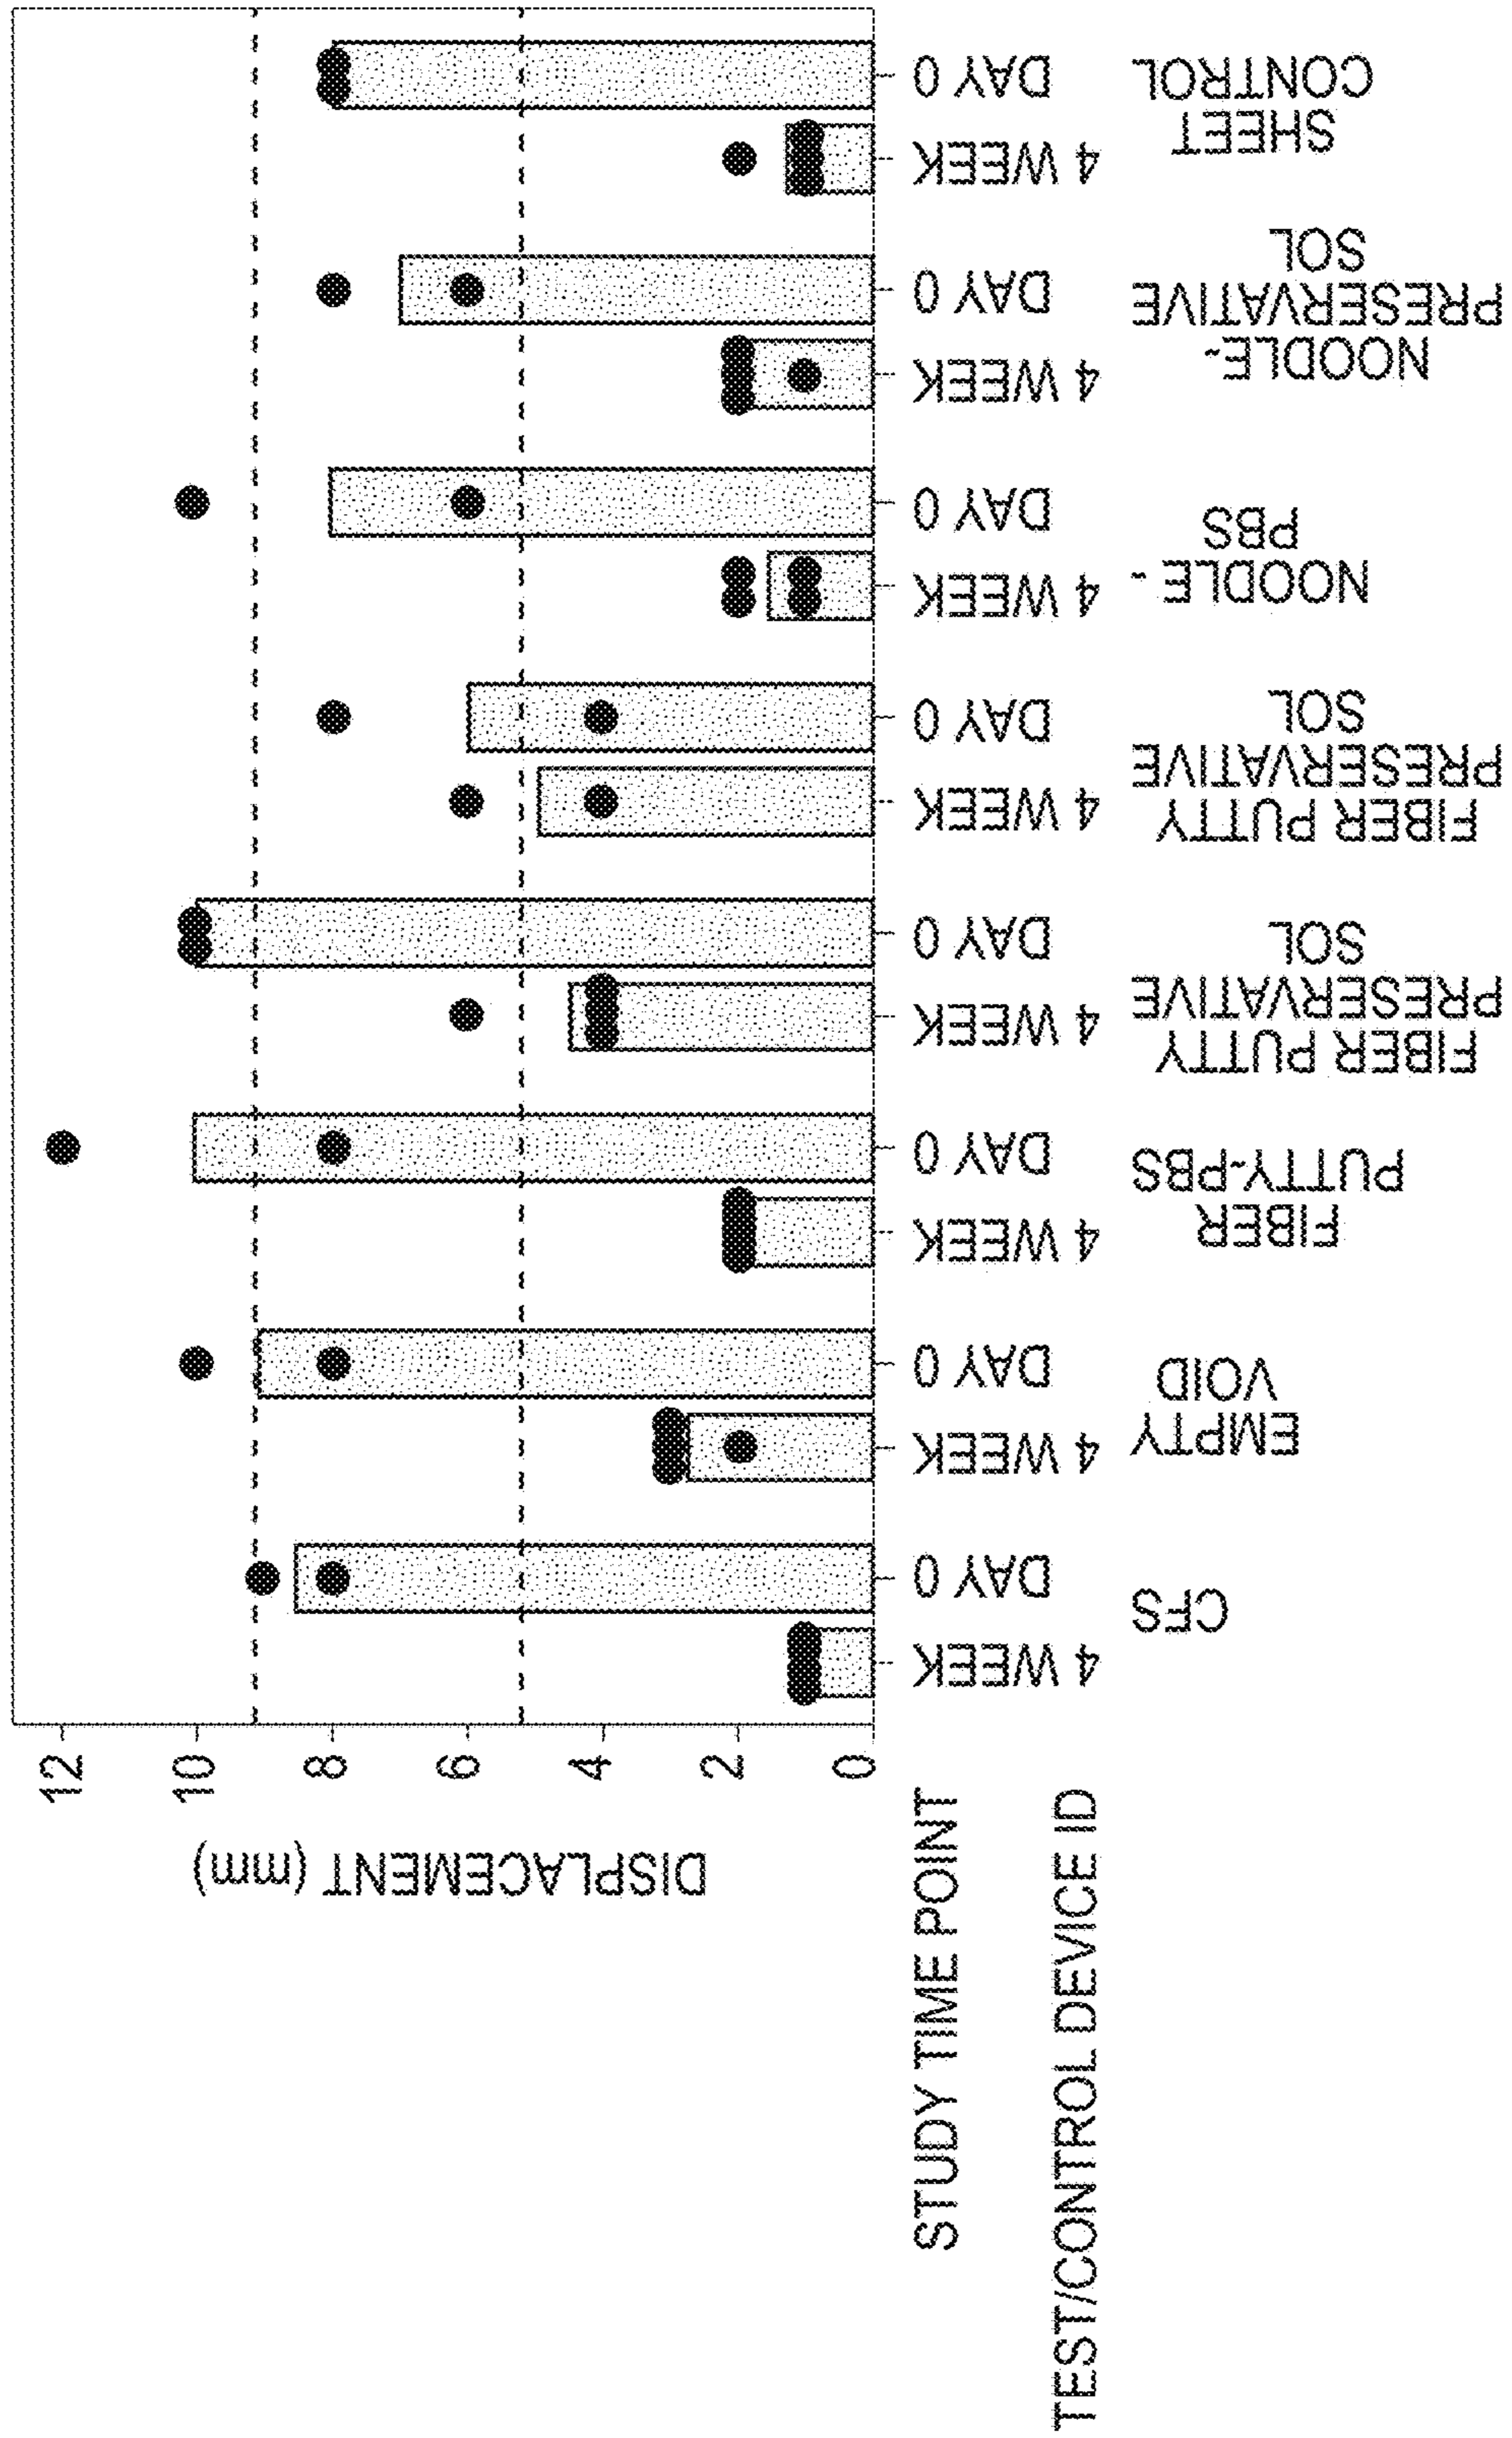 DISPLACEMENT (mm)
12
10
8
6
4
2
0
STUDY TIME POINT
4 WEEK
DAY 0
4 WEEK
DAY 0
4 WEEK
DAY 0
4 WEEK
DAY 0
4 WEEK
DAY 0
4 WEEK
DAY 0
4 WEEK
DAY 0
4 WEEK
DAY 0
TEST/CONTROL DEVICE ID
CFS
EMPTY
VOID
FIBER
PUTTY-PBS
FIBER PUTTY
PRESERVATIVE
SOL
FIBER PUTTY
PRESERVATIVE
SOL
NOODLE -
PBS
NOODLE-
PRESERVATIVE
SOL
SHEET
CONTROL